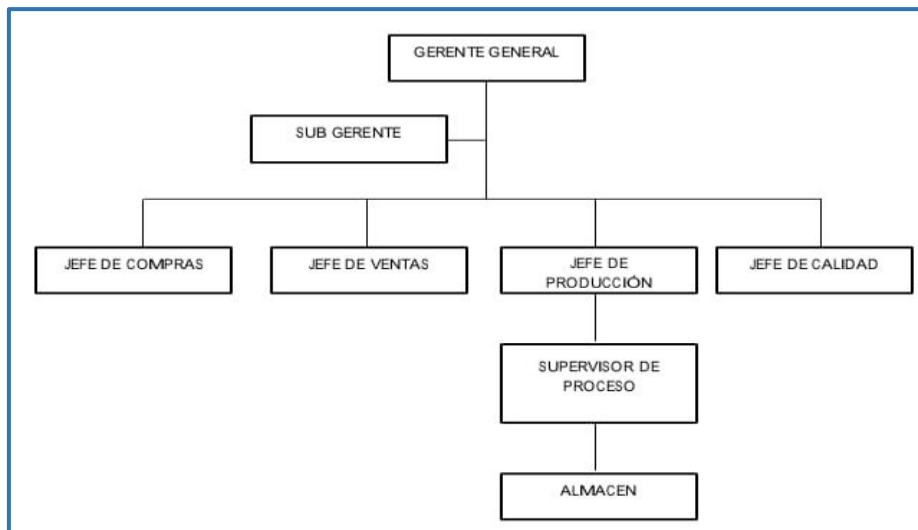 GERENTE GENERAL
SUB GERENTE
JEFE DE COMPRAS
JEFE DE VENTAS
JEFE DE
PRODUCCIÓN
JEFE DE CALIDAD
SUPERVISOR DE
PROCESO
ALMACEN